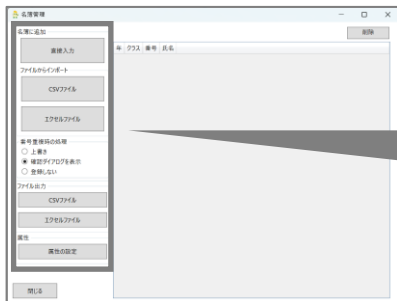 名簿管理
名簿に追加
削除
直接入力
年 クラス 番号 氏名
ファイルからインポート
CSVファイル
エクセルファイル
番号重複時の処理
上書き
確認ダイアログを表示
登録しない
ファイル出力
CSVファイル
エクセルファイル
属性
属性の設定
閉じる